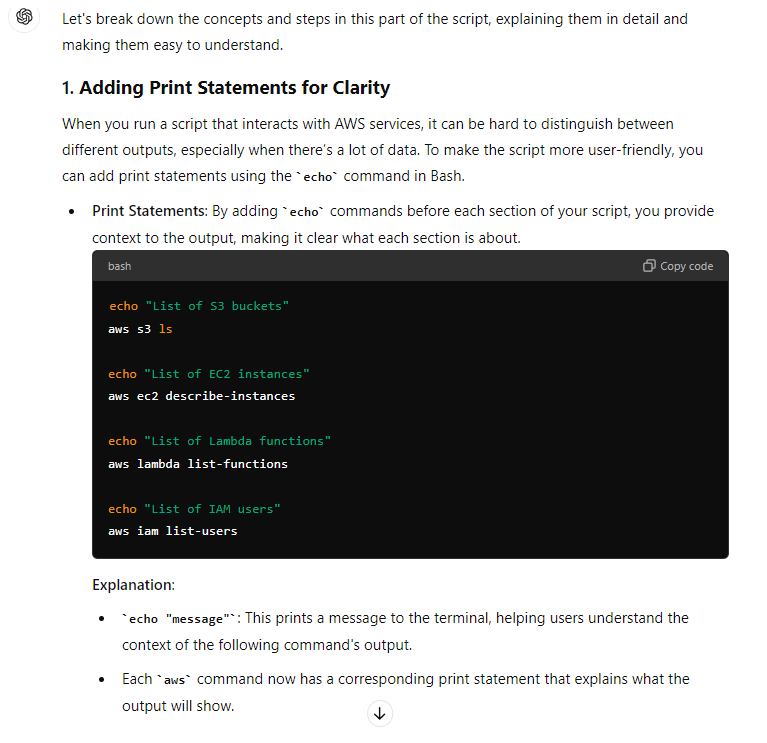 Let's break down the concepts and steps in this part of the script, explaining them in detail and
making them easy to understand.
1. Adding Print Statements for Clarity
When you run a script that interacts with AWS services, it can be hard to distinguish between
different outputs, especially when there's a lot of data. To make the script more user-friendly, you
can add print statements using the `echo` command in Bash.
• Print Statements: By adding `echo` commands before each section of your script, you provide
context to the output, making it clear what each section is about.
bash Copy code
echo "List of S3 buckets"
aws s3 ls
echo "List of EC2 instances"
aws ec2 describe-instances
echo "List of Lambda functions"
aws lambda list-functions
echo "List of IAM users"
aws iam list-users
Explanation:
• `echo "message"`: This prints a message to the terminal, helping users understand the
context of the following command's output.
• Each `aws` command now has a corresponding print statement that explains what the
output will show.